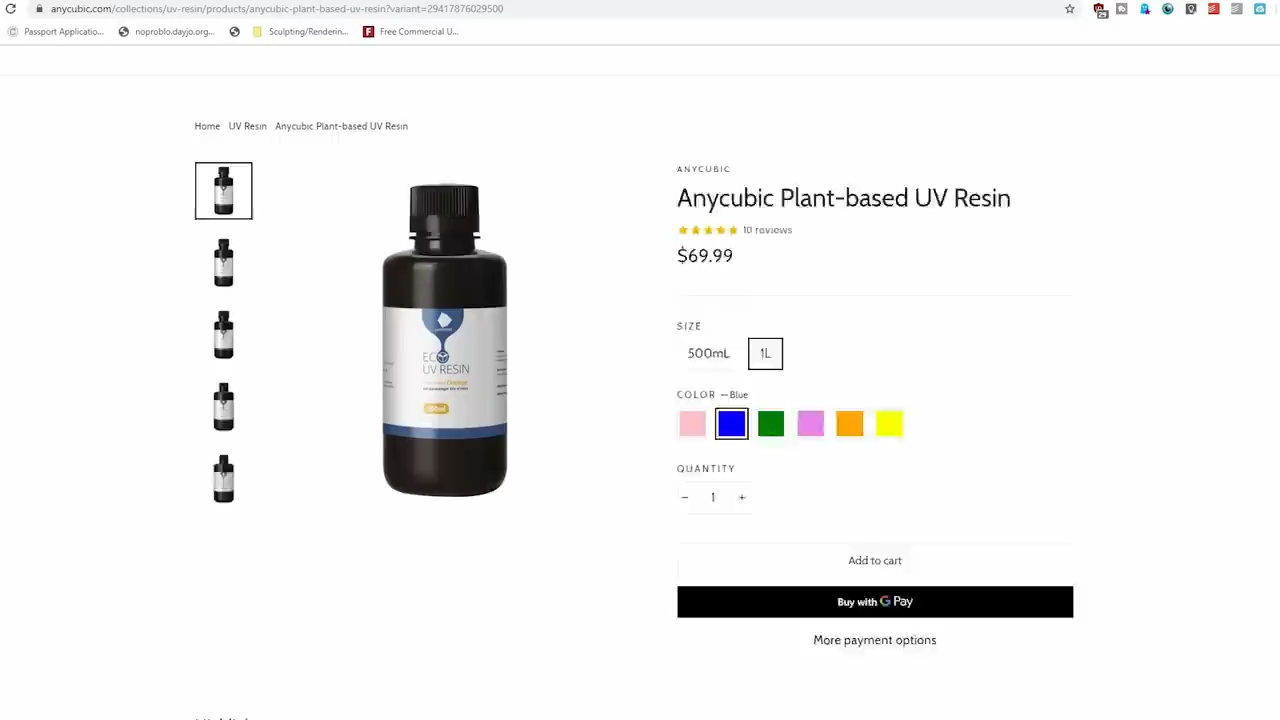 anycubic.com/collections/uv-resin/products/anycubic-plant-based-uv-resin?variant=29417876029500
Passport Applicatio... noproblo.dayjo.org... Sculpting/Renderin... Free Commercial U...
Home UV Resin Anycubic Plant-based UV Resin
ANYCUBIC
Anycubic Plant-based UV Resin
10 reviews
$69.99
SIZE
500mL 1L
COLOR — Blue
QUANTITY
− 1 +
Add to cart
Buy with G Pay
More payment options
ECO
UV RESIN
Orange